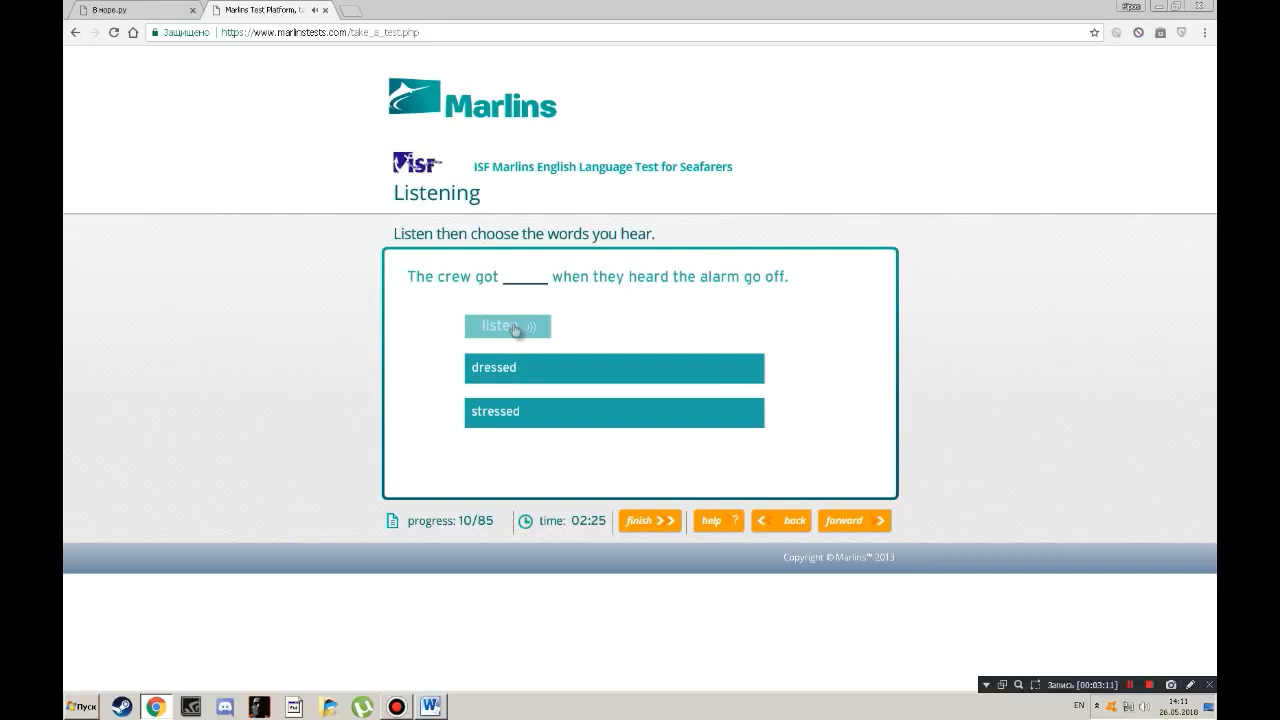 В море.ру
Marlins Test Platform, ta
Защищено
https://www.marlinstests.com/take_a_test.php
Marlins
ISF
ISF Marlins English Language Test for Seafarers
Listening
Listen then choose the words you hear.
The crew got ______ when they heard the alarm go off.
listen
dressed
stressed
progress: 10/85
time: 02:25
finish
help ?
back
forward
Copyright © Marlins™ 2013
Запись [00:03:11]
Пуск
EN
14:11
26.05.2018